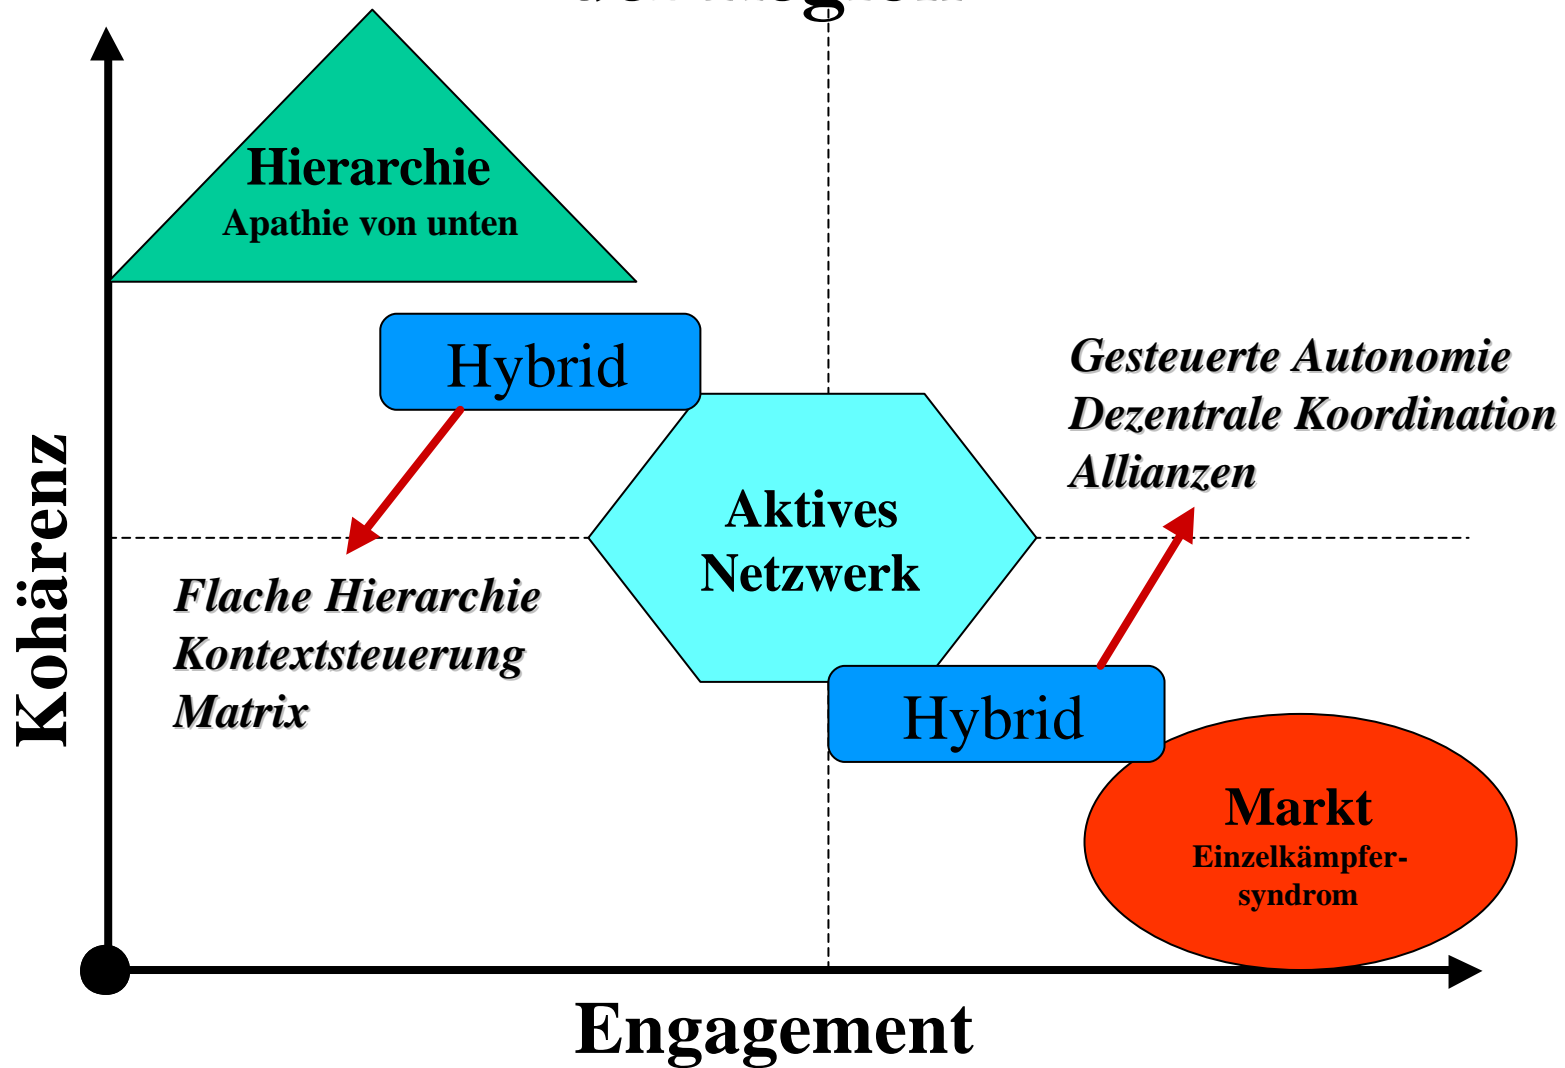 Hierarchie
Apathie von unten
Hybrid
Gesteuerte Autonomie
Dezentrale Koordination
Allianzen
Aktives
Netzwerk
Kohärenz
Flache Hierarchie
Kontextsteuerung
Matrix
Hybrid
Markt
Einzelkämpfer-
syndrom
Engagement